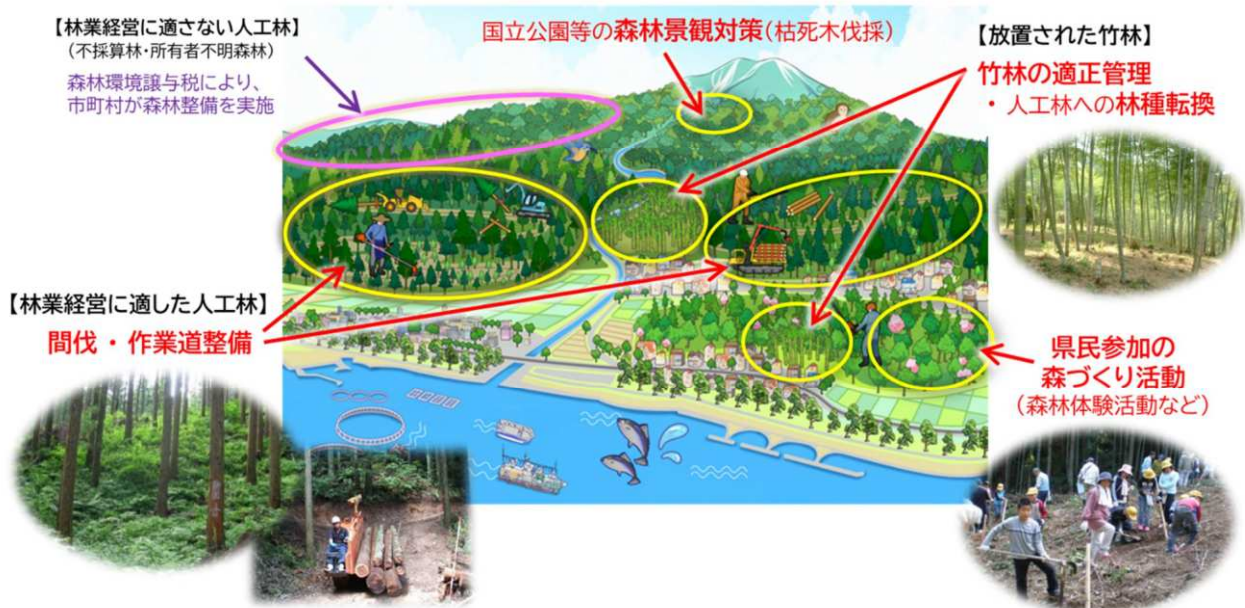 【林業経営に適さない人工林】
(不採算林・所有者不明森林)
森林環境譲与税により、
市町村が森林整備を実施
国立公園等の森林景観対策(枯死木伐採)
【放置された竹林】
竹林の適正管理
・人工林への林種転換
【林業経営に適した人工林】
間伐・作業道整備
県民参加の
森づくり活動
(森林体験活動など)